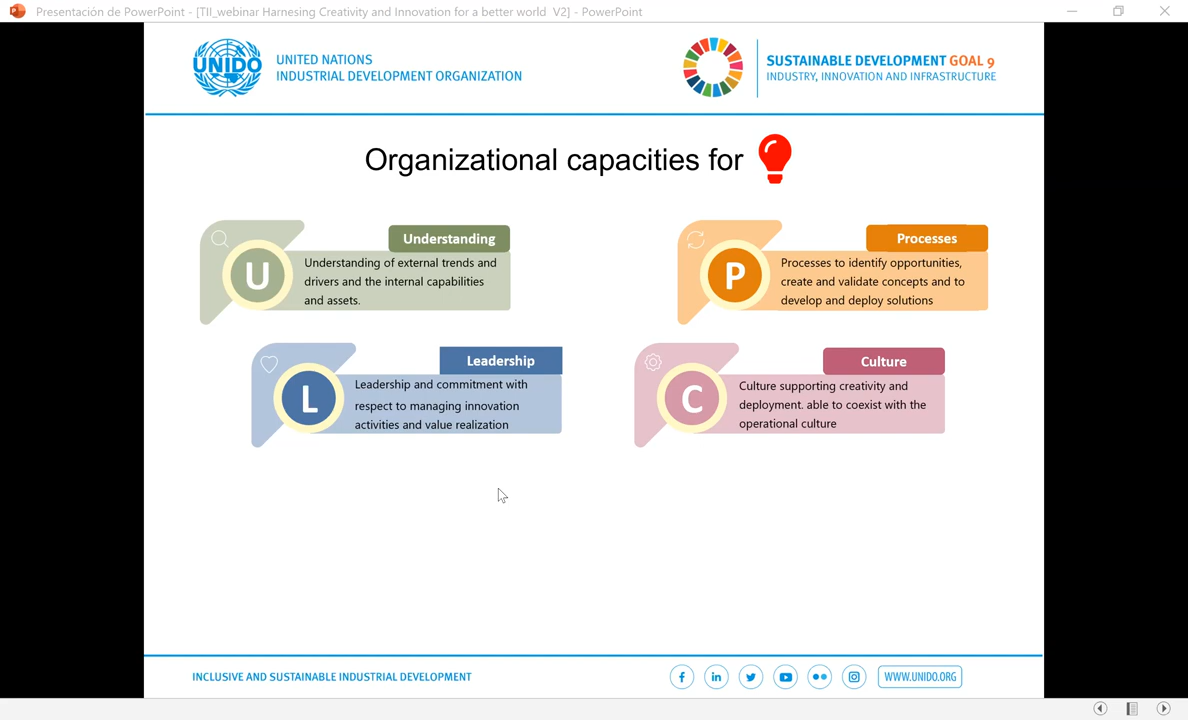 Presentación de PowerPoint - [TII_webinar Harnesing Creativity and Innovation for a better world  V2] - PowerPoint
UNIDO
UNITED NATIONS
INDUSTRIAL DEVELOPMENT ORGANIZATION
SUSTAINABLE DEVELOPMENT GOAL 9
INDUSTRY, INNOVATION AND INFRASTRUCTURE
Organizational capacities for
U
Understanding
Understanding of external trends and
drivers and the internal capabilities
and assets.
P
Processes
Processes to identify opportunities,
create and validate concepts and to
develop and deploy solutions
L
Leadership
Leadership and commitment with
respect to managing innovation
activities and value realization
C
Culture
Culture supporting creativity and
deployment. able to coexist with the
operational culture
INCLUSIVE AND SUSTAINABLE INDUSTRIAL DEVELOPMENT
WWW.UNIDO.ORG